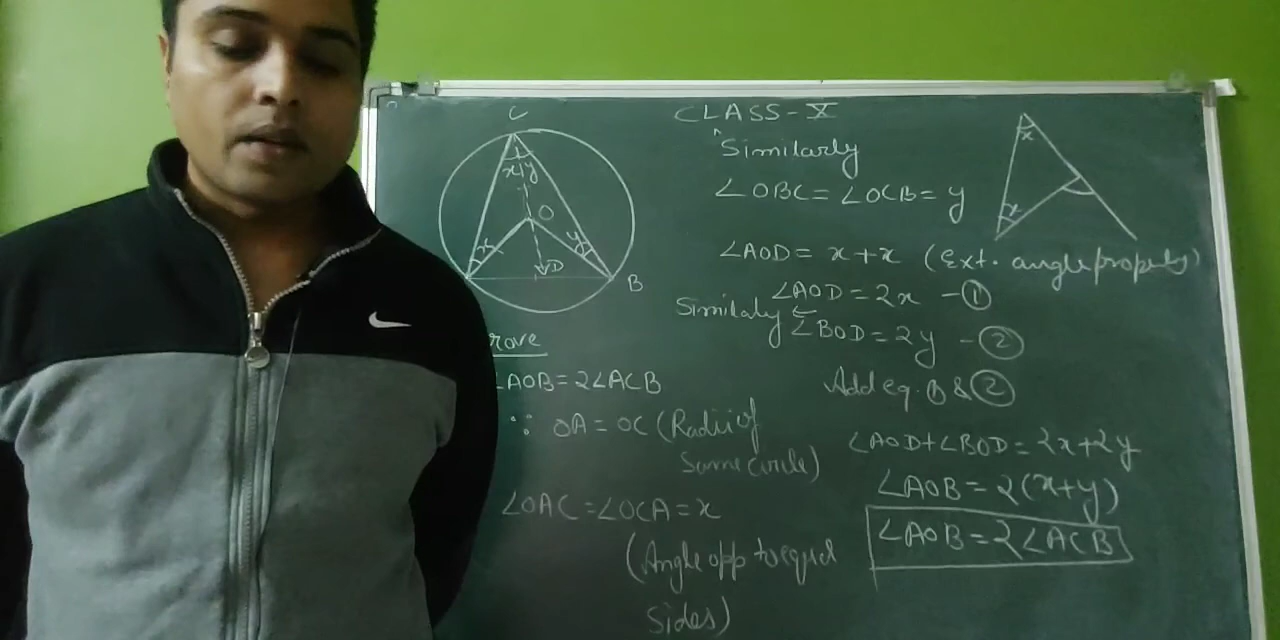 CLASS - X
C
x y
O
x y
D
B
rove
∠AOB = 2∠ACB
∵ OA = OC (Radii of
Same circle)
∠OAC = ∠OCA = x
(Angle opp to equal
sides)
Similarly
∠OBC = ∠OCB = y
∠AOD = x + x (Ext. angle property)
∠AOD = 2x - ①
Similaly ∠BOD = 2y - ②
Add eq. ① & ②
∠AOD + ∠BOD = 2x + 2y
∠AOB = 2(x + y)
∠AOB = 2∠ACB
x
x